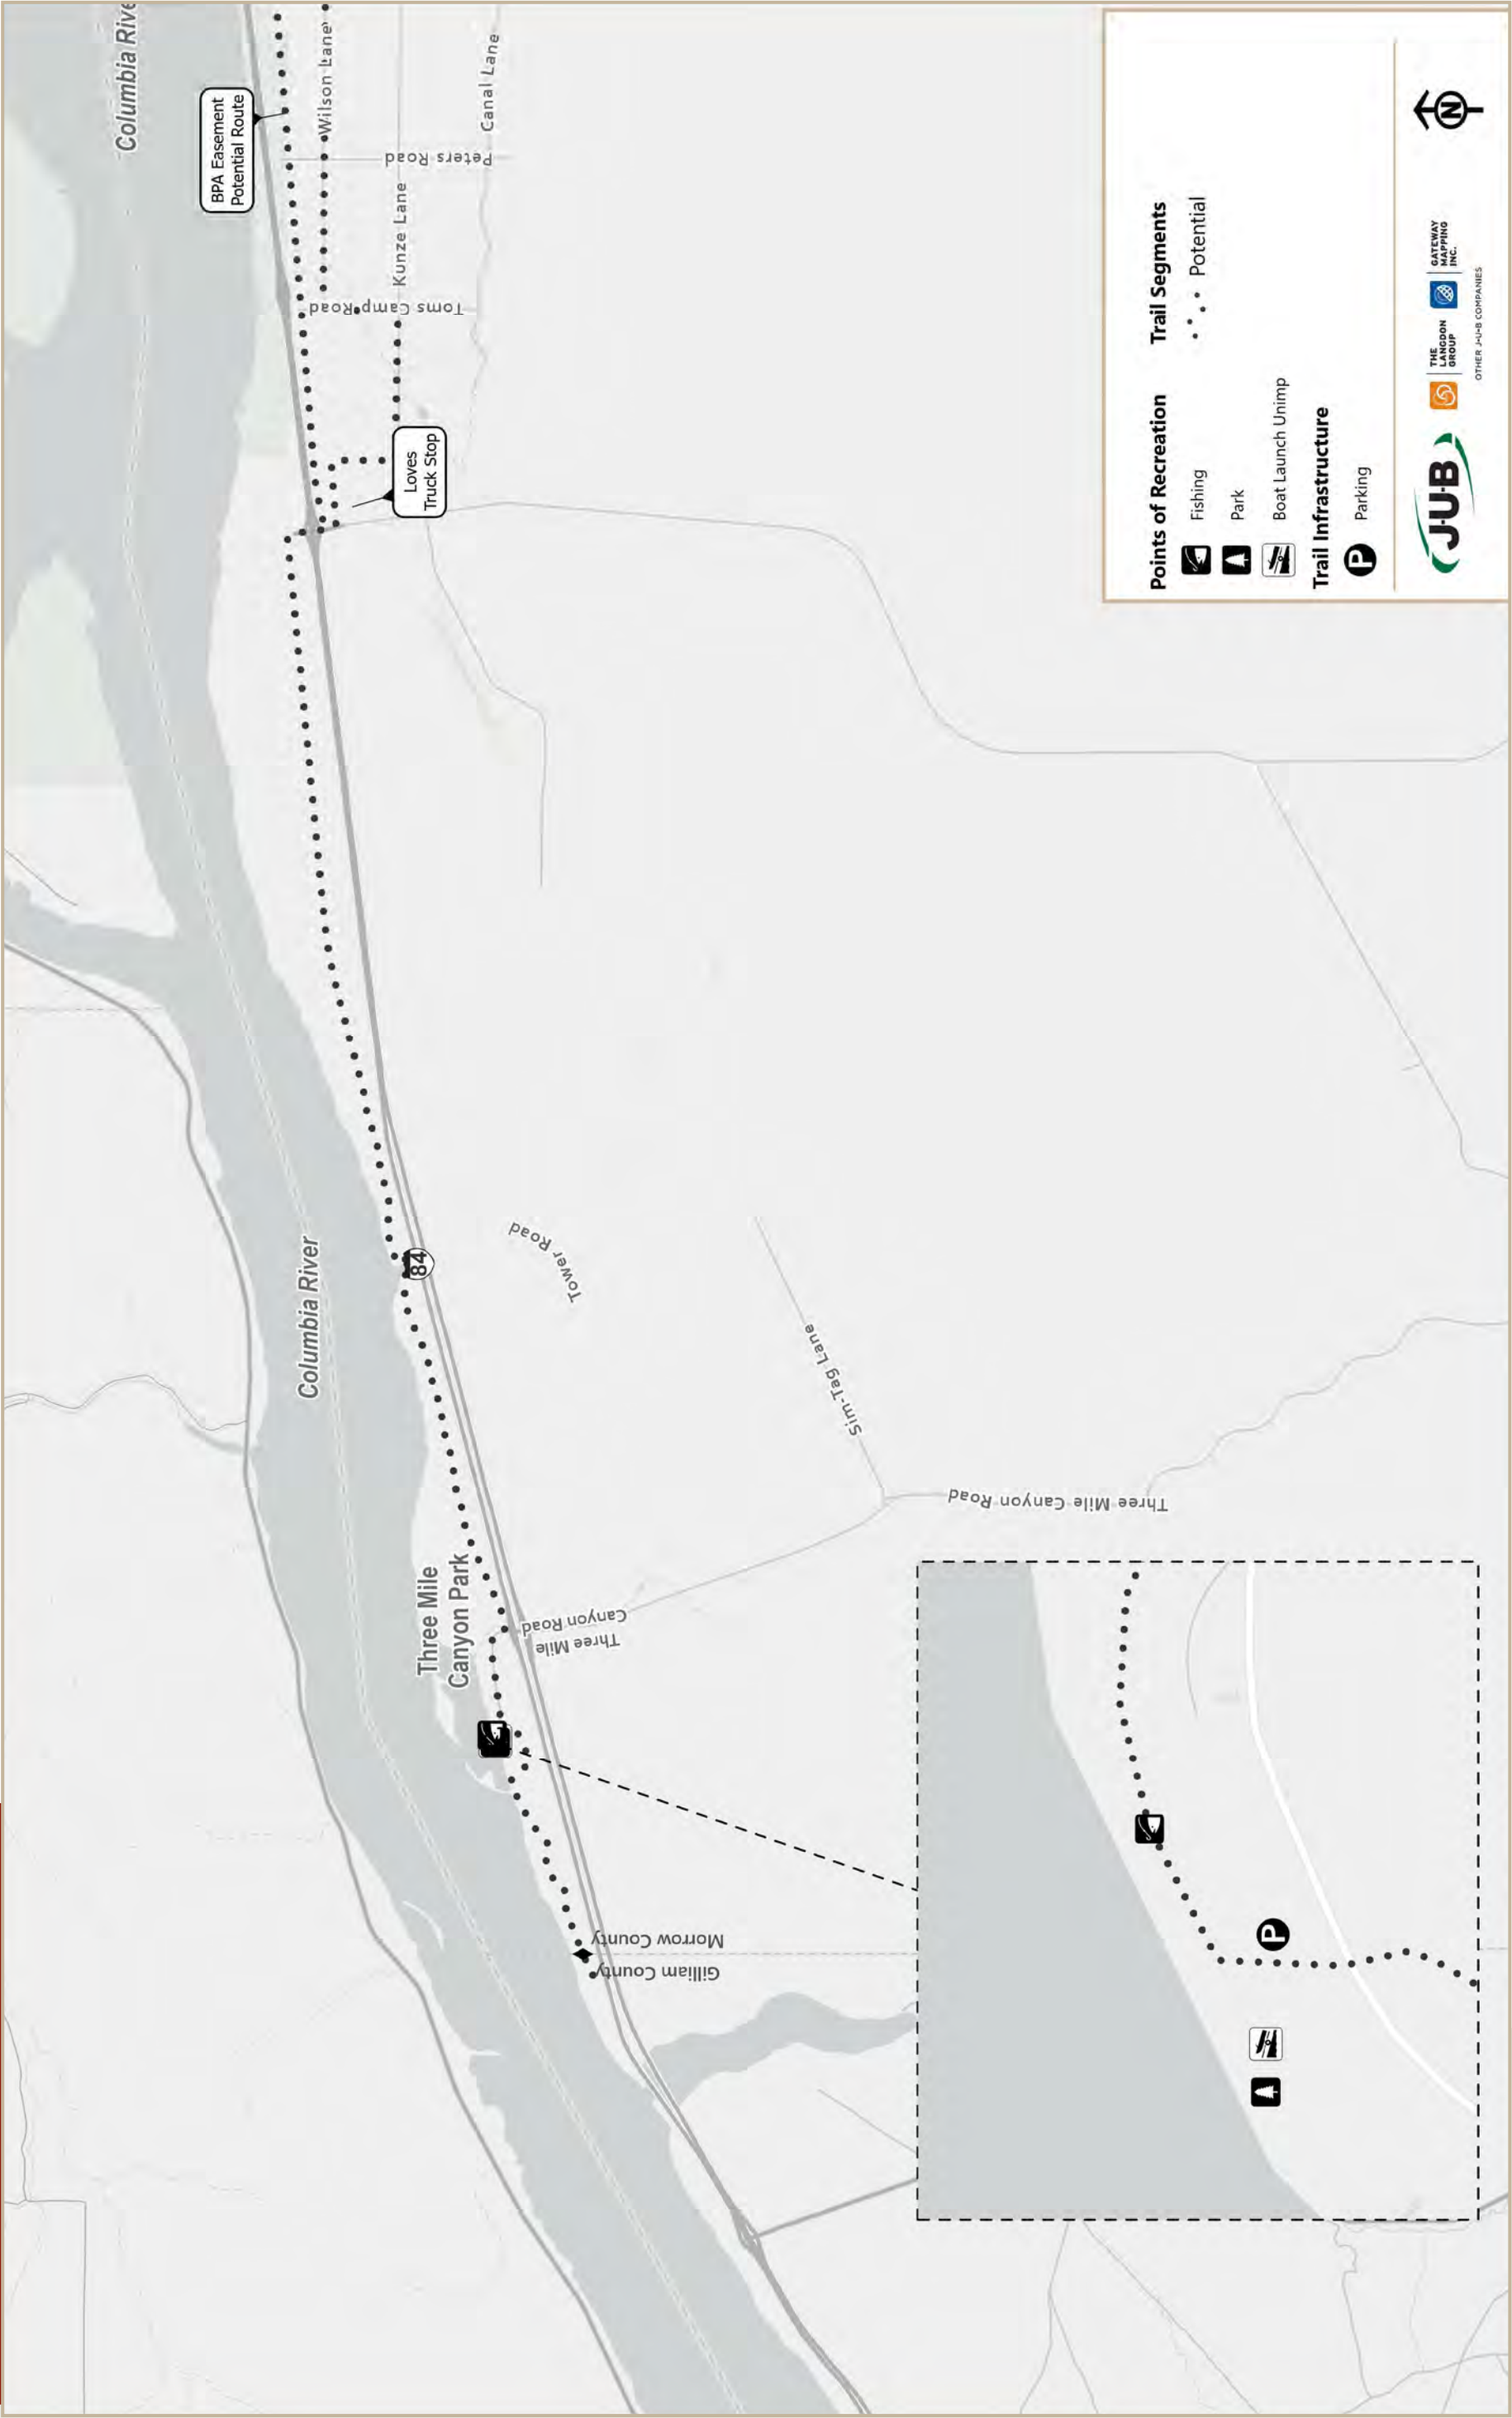 Columbia Rive
BPA Easement
Potential Route
Wilson Lane
Canal Lane
Peters Road
Kunze Lane
Toms Camp Road
Loves
Truck Stop
Columbia River
84
Tower Road
Sim-Tag Lane
Three Mile Canyon Road
Three Mile
Canyon Park
Three Mile
Canyon Road
Morrow County
Gilliam County
P
Points of Recreation
Fishing
Park
Boat Launch Unimp
Trail Infrastructure
P Parking
Trail Segments
Potential
N
J-U-B
THE
LANGDON
GROUP
GATEWAY
MAPPING
INC.
OTHER J-U-B COMPANIES